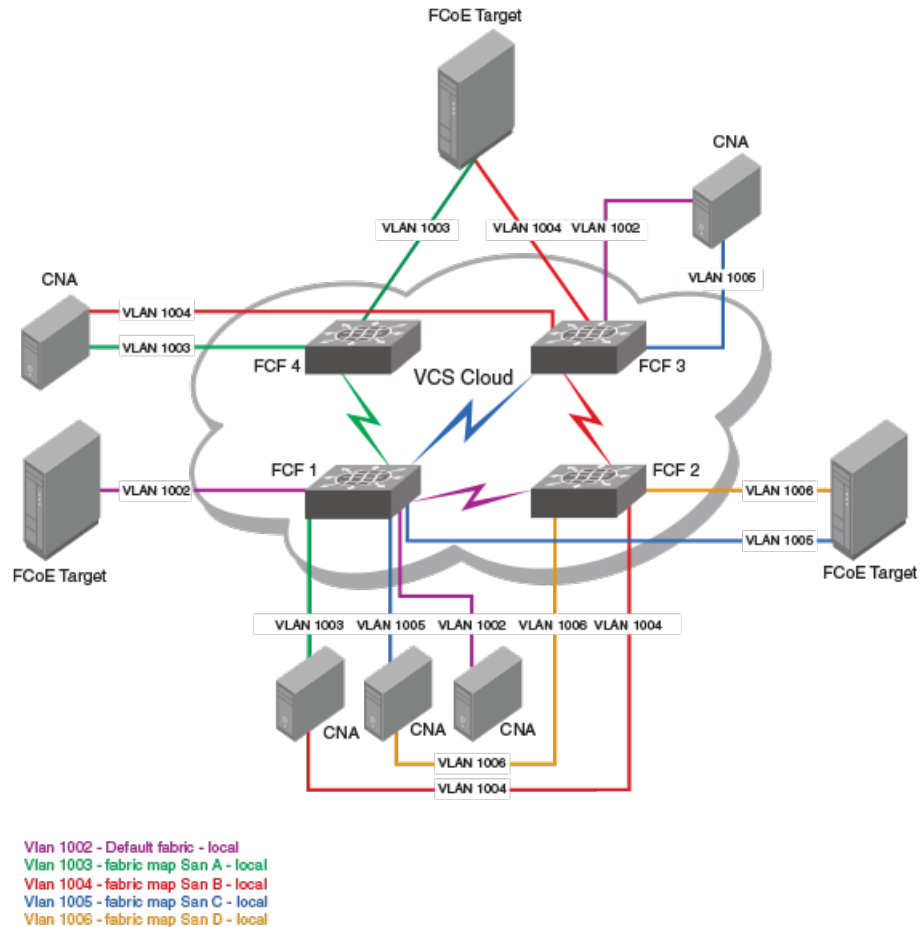 FCoE Target
CNA
VLAN 1003
VLAN 1004
VLAN 1002
VLAN 1005
CNA
VLAN 1004
VLAN 1003
FCF 4
VCS Cloud
FCF 3
FCF 1
FCF 2
VLAN 1002
VLAN 1006
VLAN 1005
FCoE Target
FCoE Target
VLAN 1003
VLAN 1005
VLAN 1002
VLAN 1006
VLAN 1004
CNA
CNA
CNA
VLAN 1006
VLAN 1004
Vlan 1002 - Default fabric - local
Vlan 1003 - fabric map San A - local
Vlan 1004 - fabric map San B - local
Vlan 1005 - fabric map San C - local
Vlan 1006 - fabric map San D - local